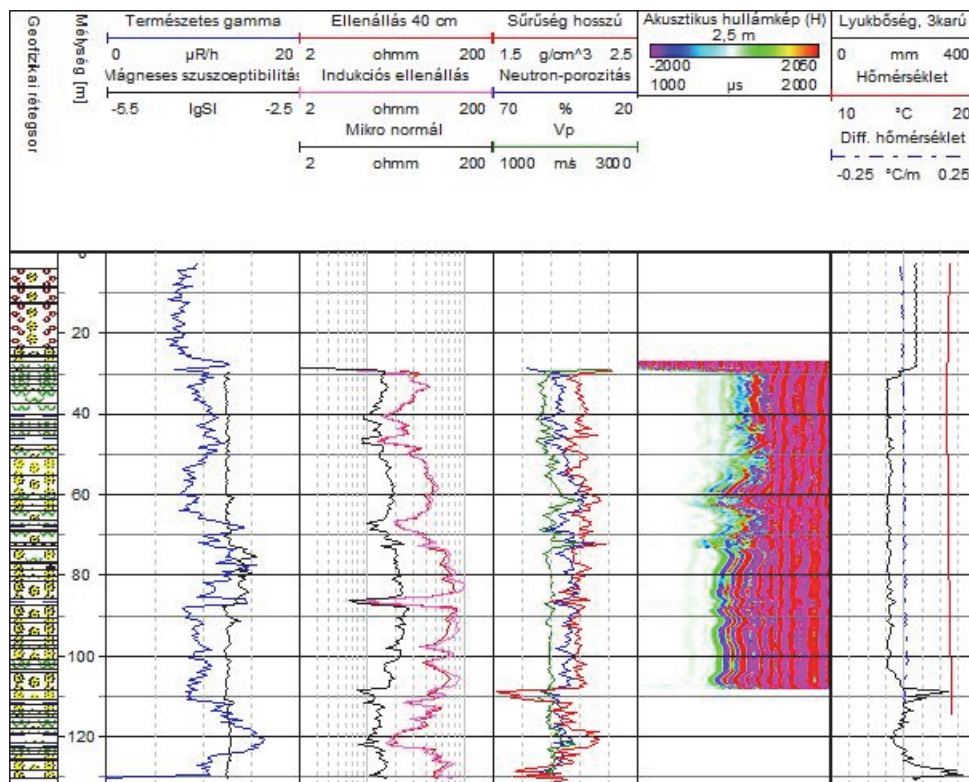 Geofizikai rétegsor
Mélység [m]
Természetes gamma
0 µR/h 20
Mágneses szuszceptibilitás
-5.5 lgSI -2.5
Ellenállás 40 cm
2 ohmm 200
Indukciós ellenállás
2 ohmm 200
Mikro normál
2 ohmm 200
Sűrűség hosszú
1.5 g/cm^3 2.5
Neutron-porozitás
70 % 20
Vp
1000 m/s 3000
Akusztikus hullámkép (H)
2,5 m
-2000 2050
1000 µs 2000
Lyukbőség, 3karú
0 mm 400
Hőmérséklet
10 °C 20
Diff. hőmérséklet
-0.25 °C/m 0.25
0
20
40
60
80
100
120